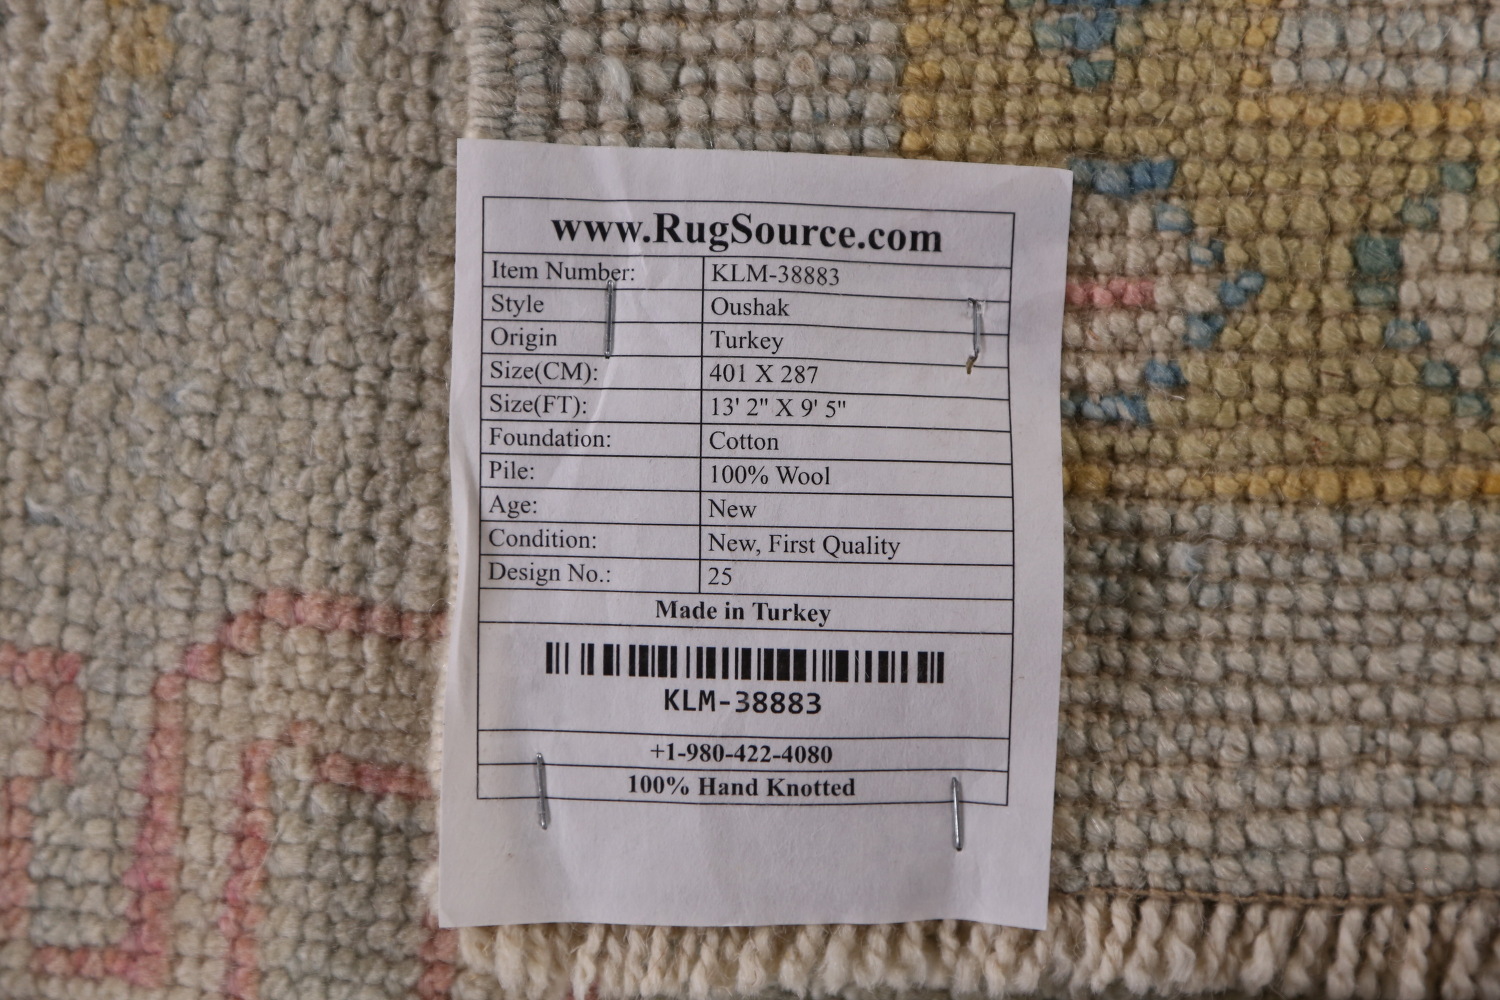 www.RugSource.com
Item Number: KLM-38883
Style Oushak
Origin Turkey
Size(CM): 401 X 287
Size(FT): 13' 2" X 9' 5"
Foundation: Cotton
Pile: 100% Wool
Age: New
Condition: New, First Quality
Design No.: 25
Made in Turkey
KLM-38883
+1-980-422-4080
100% Hand Knotted